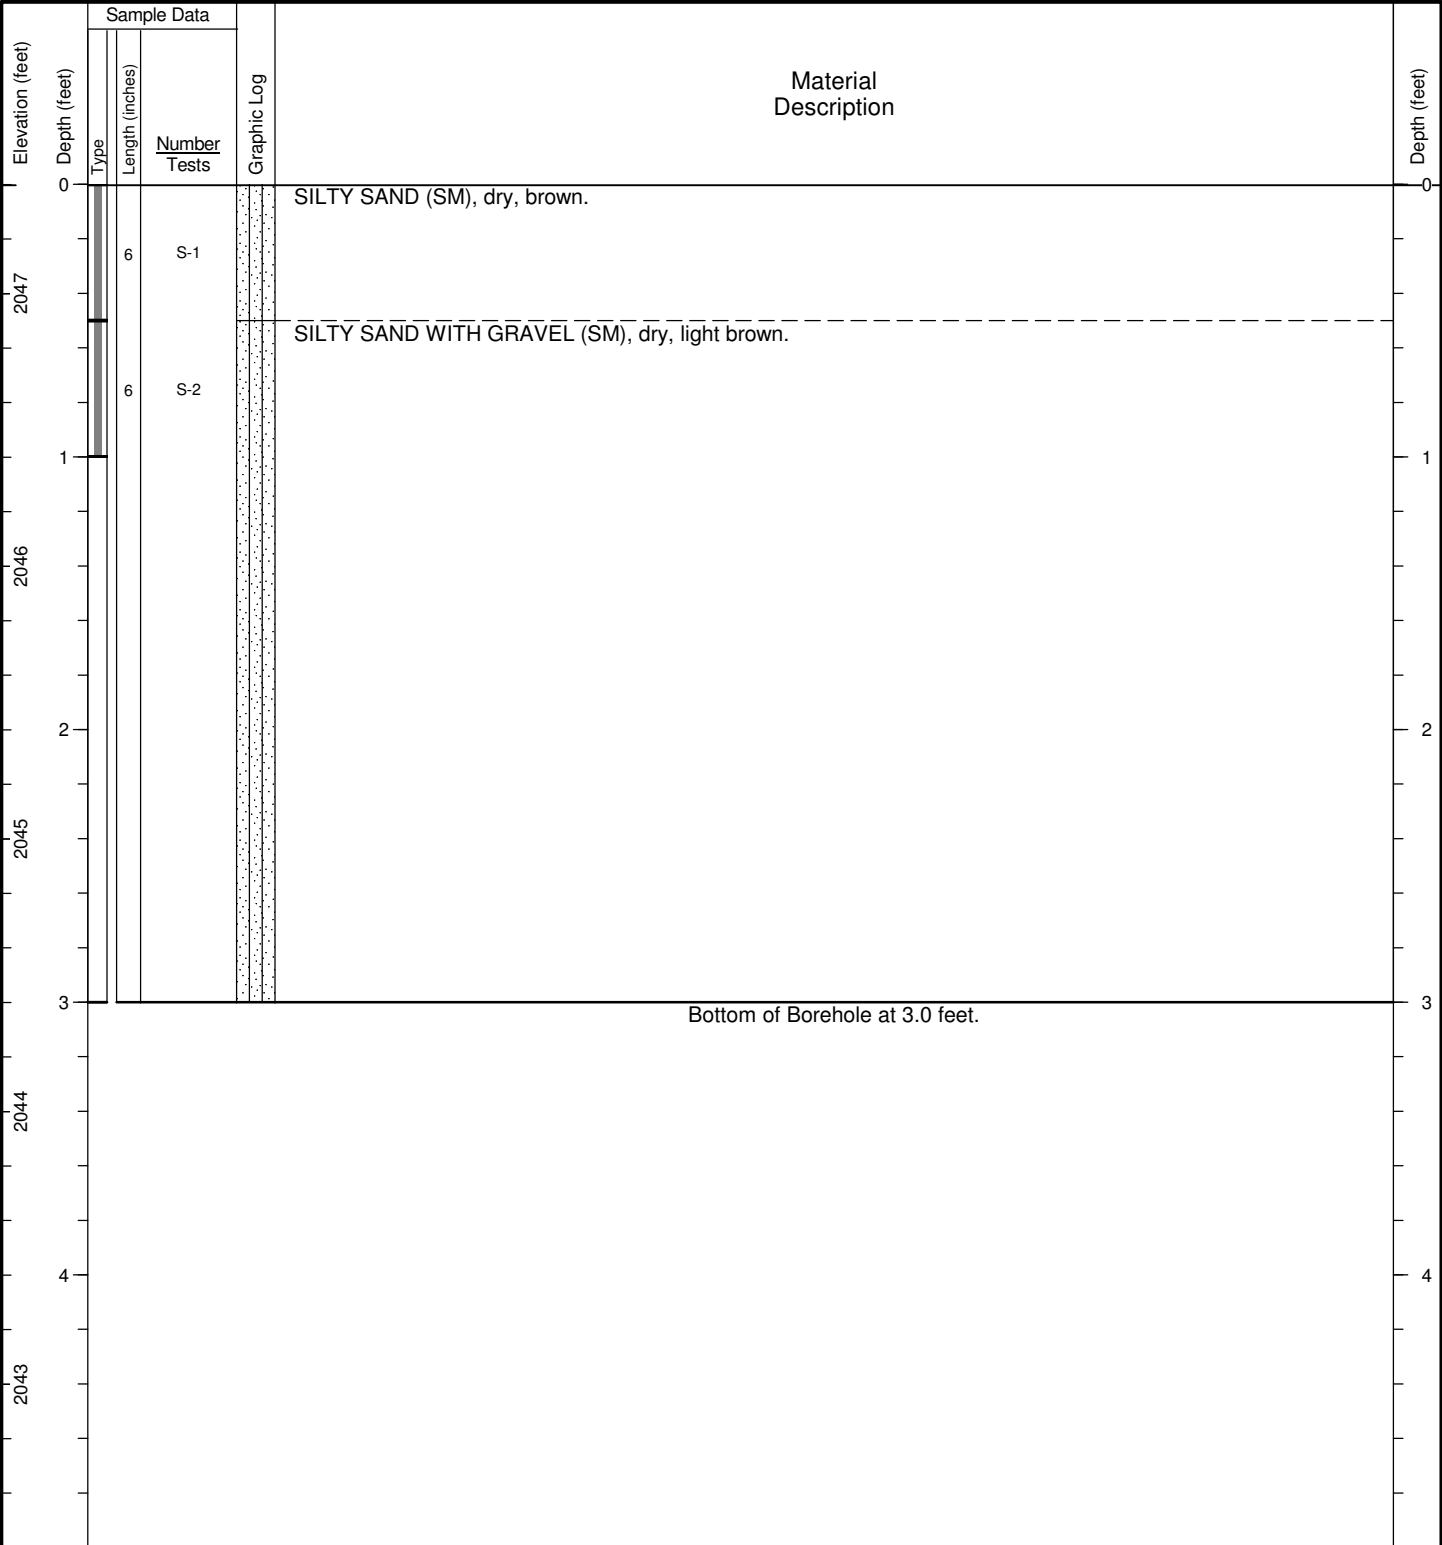 Sample Data
Elevation (feet)
Depth (feet)
Type
Length (inches)
Number
Tests
Graphic Log
Material
Description
Depth (feet)
0
SILTY SAND (SM), dry, brown.
0
6
S-1
2047
SILTY SAND WITH GRAVEL (SM), dry, light brown.
6
S-2
1
1
2046
2
2
2045
3
3
Bottom of Borehole at 3.0 feet.
2044
4
4
2043